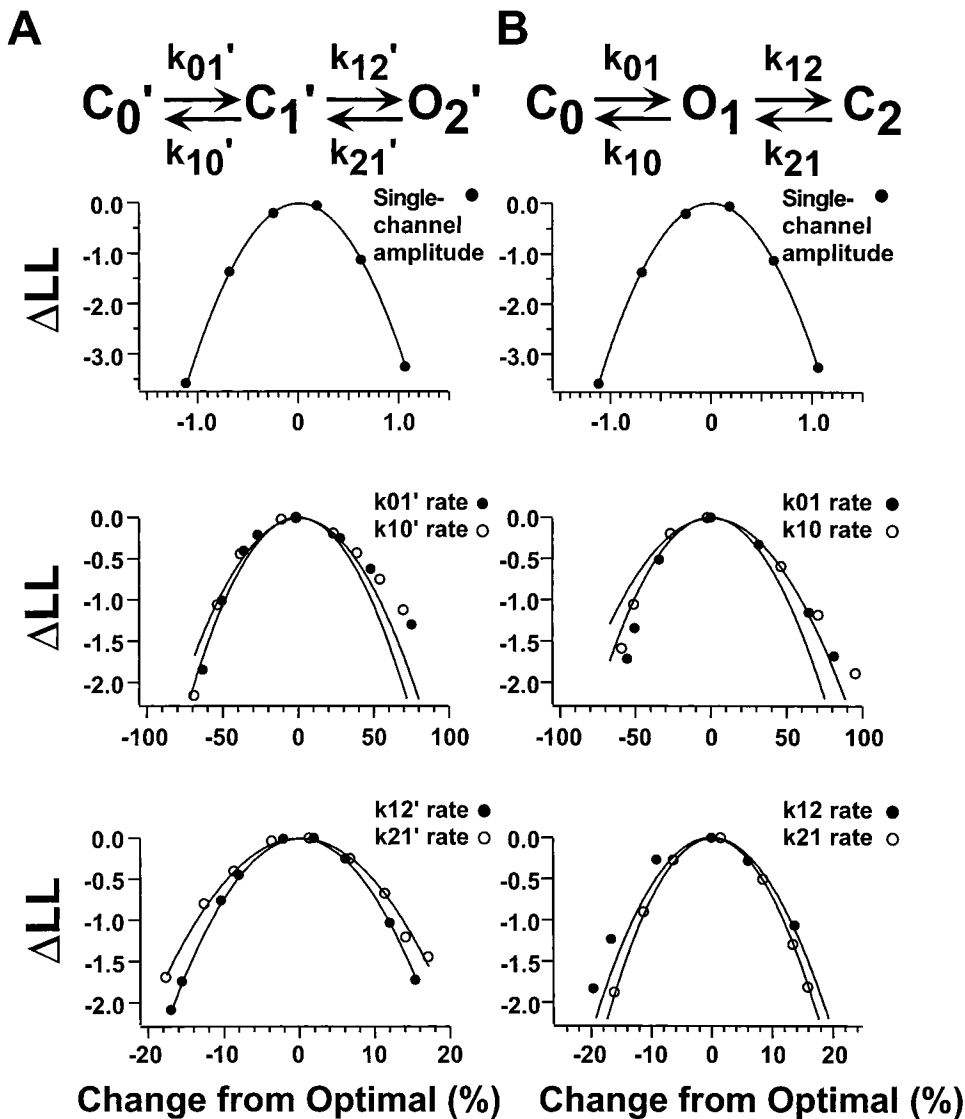 A
B
k01' k12'
C0' C1' O2'
k10' k21'
k01 k12
C0 O1 C2
k10 k21
ΔLL
0.0
-1.0
-2.0
-3.0
Single-
channel
amplitude
-1.0 0 1.0
0.0
-1.0
-2.0
-3.0
Single-
channel
amplitude
-1.0 0 1.0
ΔLL
0.0
-0.5
-1.0
-1.5
-2.0
k01' rate
k10' rate
-100 -50 0 50 100
0.0
-0.5
-1.0
-1.5
-2.0
k01 rate
k10 rate
-100 -50 0 50 100
ΔLL
0.0
-0.5
-1.0
-1.5
-2.0
k12' rate
k21' rate
-20 -10 0 10 20
0.0
-0.5
-1.0
-1.5
-2.0
k12 rate
k21 rate
-20 -10 0 10 20
Change from Optimal (%)
Change from Optimal (%)